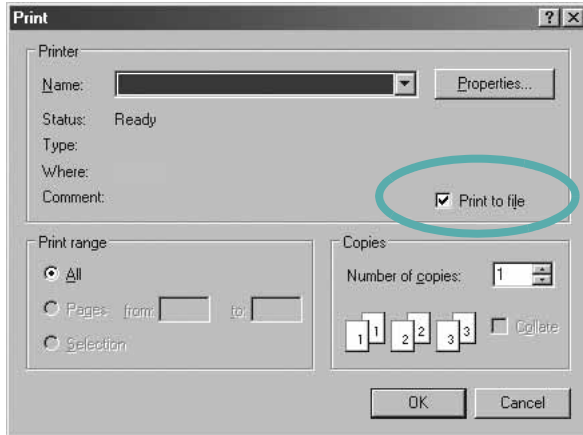 Print
Printer
Name:
Properties...
Status: Ready
Type:
Where:
Comment:
Print to file
Print range
All
Pages from: to:
Selection
Copies
Number of copies: 1
1 1 2 2 3 3
Collate
OK Cancel